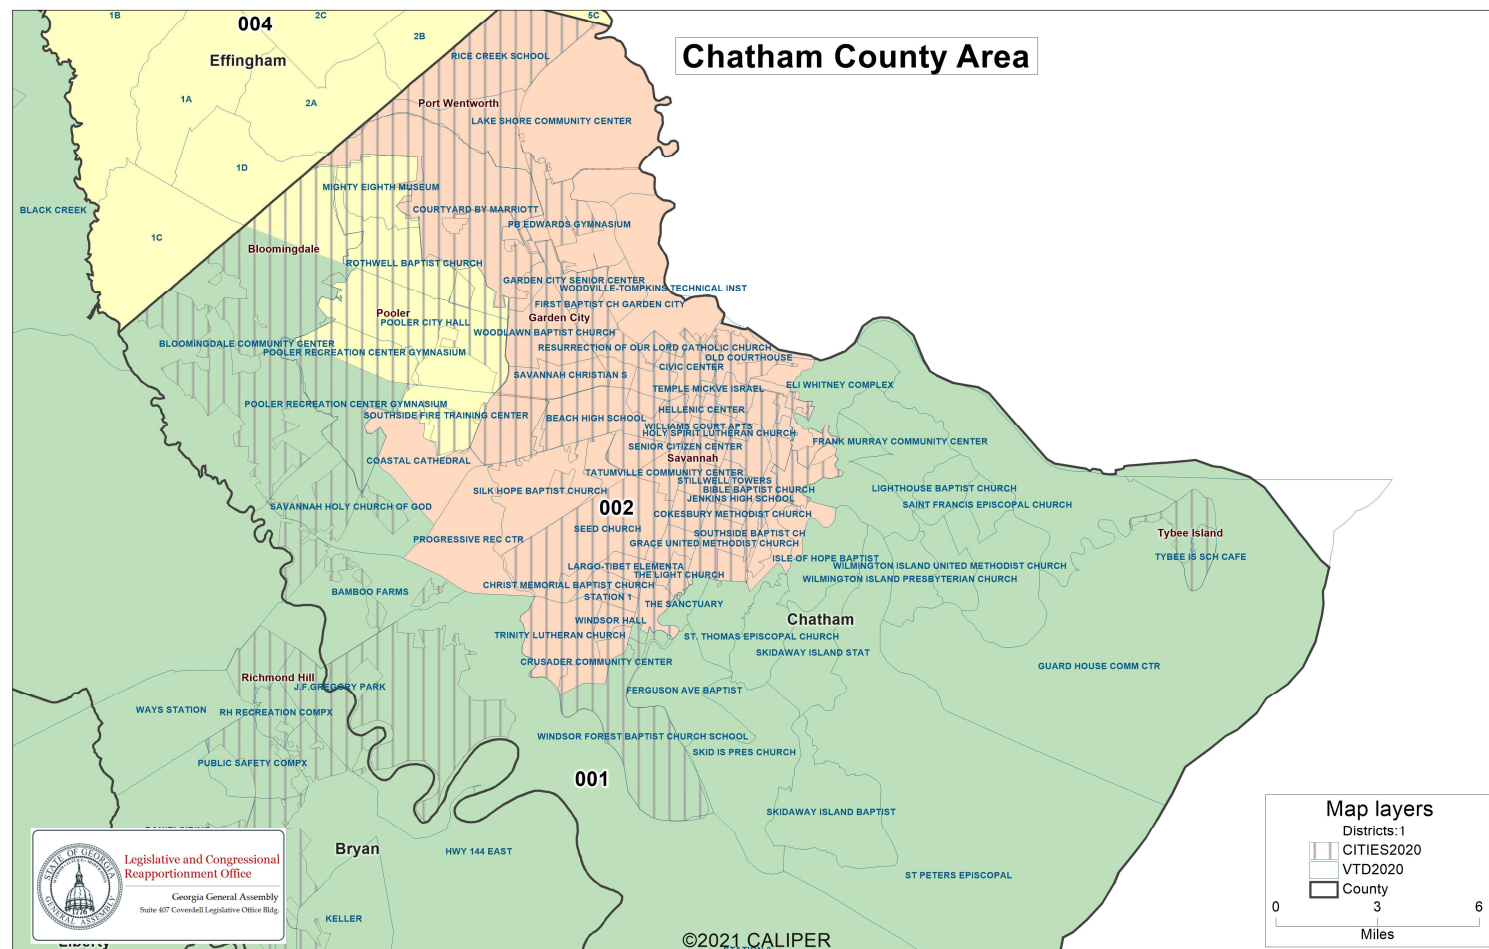 1B
004
2C
5C
2B
Effingham
RICE CREEK SCHOOL
Chatham County Area
1A
2A
Port Wentworth
LAKE SHORE COMMUNITY CENTER
1D
MIGHTY EIGHTH MUSEUM
BLACK CREEK
COURTYARD BY MARRIOTT
PB EDWARDS GYMNASIUM
1C
Bloomingdale
ROTHWELL BAPTIST CHURCH
GARDEN CITY SENIOR CENTER
WOODVILLE-TOMPKINS TECHNICAL INST
FIRST BAPTIST CH GARDEN CITY
Pooler
Garden City
POOLER CITY HALL
WOODLAWN BAPTIST CHURCH
BLOOMINGDALE COMMUNITY CENTER
RESURRECTION OF OUR LORD CATHOLIC CHURCH
POOLER RECREATION CENTER GYMNASIUM
OLD COURTHOUSE
CIVIC CENTER
SAVANNAH CHRISTIAN S
ELI WHITNEY COMPLEX
TEMPLE MICKVE ISRAEL
POOLER RECREATION CENTER GYMNASIUM
HELLENIC CENTER
SOUTHSIDE FIRE TRAINING CENTER
BEACH HIGH SCHOOL
WILLIAMS COURT APTS
HOLY SPIRIT LUTHERAN CHURCH
FRANK MURRAY COMMUNITY CENTER
SENIOR CITIZEN CENTER
Savannah
COASTAL CATHEDRAL
TATUMVILLE COMMUNITY CENTER
STILLWELL TOWERS
SILK HOPE BAPTIST CHURCH
BIBLE BAPTIST CHURCH
LIGHTHOUSE BAPTIST CHURCH
JENKINS HIGH SCHOOL
SAVANNAH HOLY CHURCH OF GOD
002
SAINT FRANCIS EPISCOPAL CHURCH
COKESBURY METHODIST CHURCH
SEED CHURCH
SOUTHSIDE BAPTIST CH
Tybee Island
PROGRESSIVE REC CTR
GRACE UNITED METHODIST CHURCH
ISLE OF HOPE BAPTIST
TYBEE IS SCH CAFE
LARGO-TIBET ELEMENTA
WILMINGTON ISLAND UNITED METHODIST CHURCH
THE LIGHT CHURCH
WILMINGTON ISLAND PRESBYTERIAN CHURCH
CHRIST MEMORIAL BAPTIST CHURCH
BAMBOO FARMS
STATION 1
THE SANCTUARY
WINDSOR HALL
Chatham
TRINITY LUTHERAN CHURCH
ST. THOMAS EPISCOPAL CHURCH
SKIDAWAY ISLAND STAT
CRUSADER COMMUNITY CENTER
GUARD HOUSE COMM CTR
Richmond Hill
J.F.GREGORY PARK
FERGUSON AVE BAPTIST
WAYS STATION
RH RECREATION COMPX
WINDSOR FOREST BAPTIST CHURCH SCHOOL
SKID IS PRES CHURCH
PUBLIC SAFETY COMPX
001
SKIDAWAY ISLAND BAPTIST
Bryan
HWY 144 EAST
ST PETERS EPISCOPAL
KELLER
Liberty
Map layers
Districts:1
CITIES2020
VTD2020
County
0 3 6
Miles
STATE OF GEORGIA
GENERAL ASSEMBLY
1776
Legislative and Congressional
Reapportionment Office
Georgia General Assembly
Suite 407 Coverdell Legislative Office Bldg.
©2021 CALIPER